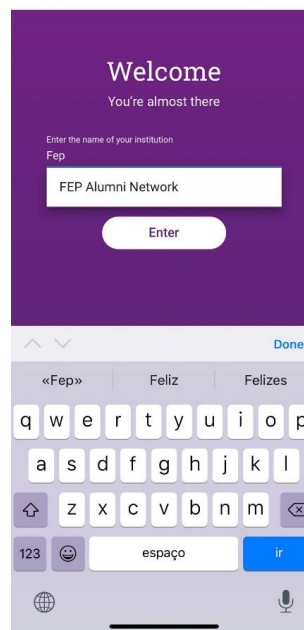 Welcome
You're almost there
Enter the name of your institution
Fep
FEP Alumni Network
Enter
Done
«Fep» Feliz Felizes
q w e r t y u i o p
a s d f g h j k l
z x c v b n m
123 espaço ir